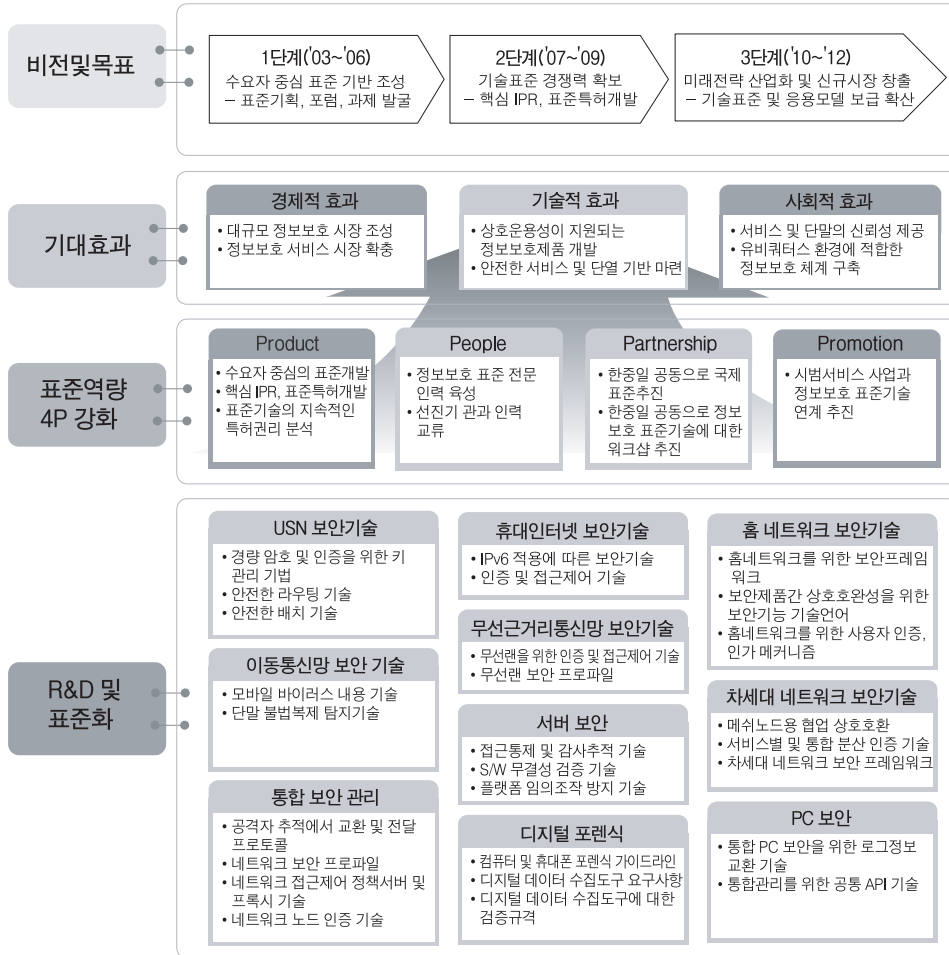 비전및목표
1단계('03~'06)
수요자 중심 표준 기반 조성
– 표준기획, 포럼, 과제 발굴
2단계('07~'09)
기술표준 경쟁력 확보
– 핵심 IPR, 표준특허개발
3단계('10~'12)
미래전략 산업화 및 신규시장 창출
– 기술표준 및 응용모델 보급 확산
기대효과
경제적 효과
• 대규모 정보보호 시장 조성
• 정보보호 서비스 시장 확충
기술적 효과
• 상호운용성이 지원되는
정보보호제품 개발
• 안전한 서비스 및 단열 기반 마련
사회적 효과
• 서비스 및 단말의 신뢰성 제공
• 유비쿼터스 환경에 적합한
정보보호 체계 구축
표준역량
4P 강화
Product
• 수요자 중심의 표준개발
• 핵심 IPR, 표준특허개발
• 표준기술의 지속적인
특허권리 분석
People
• 정보보호 표준 전문
인력 육성
• 선진기 관과 인력
교류
Partnership
• 한중일 공동으로 국제
표준추진
• 한중일 공동으로 정보
보호 표준기술에 대한
워크샵 추진
Promotion
• 시범서비스 사업과
정보보호 표준기술
연계 추진
R&D 및
표준화
USN 보안기술
• 경량 암호 및 인증을 위한 키
관리 기법
• 안전한 라우팅 기술
• 안전한 배치 기술
이동통신망 보안 기술
• 모바일 바이러스 내용 기술
• 단말 불법복제 탐지기술
통합 보안 관리
• 공격자 추적에서 교환 및 전달
프로토콜
• 네트워크 보안 프로파일
• 네트워크 접근제어 정책서버 및
프록시 기술
• 네트워크 노드 인증 기술
휴대인터넷 보안기술
• IPv6 적용에 따른 보안기술
• 인증 및 접근제어 기술
무선근거리통신망 보안기술
• 무선랜을 위한 인증 및 접근제어 기술
• 무선랜 보안 프로파일
서버 보안
• 접근통제 및 감사추적 기술
• S/W 무결성 검증 기술
• 플랫폼 임의조작 방지 기술
디지털 포렌식
• 컴퓨터 및 휴대폰 포렌식 가이드라인
• 디지털 데이터 수집도구 요구사항
• 디지털 데이터 수집도구에 대한
검증규격
홈 네트워크 보안기술
• 홈네트워크를 위한 보안프레임
워크
• 보안제품간 상호호완성을 위한
보안기능 기술언어
• 홈네트워크를 위한 사용자 인증,
인가 메커니즘
차세대 네트워크 보안기술
• 메쉬노드용 협업 상호호환
• 서비스별 및 통합 분산 인증 기술
• 차세대 네트워크 보안 프레임워크
PC 보안
• 통합 PC 보안을 위한 로그정보
교환 기술
• 통합관리를 위한 공통 API 기술